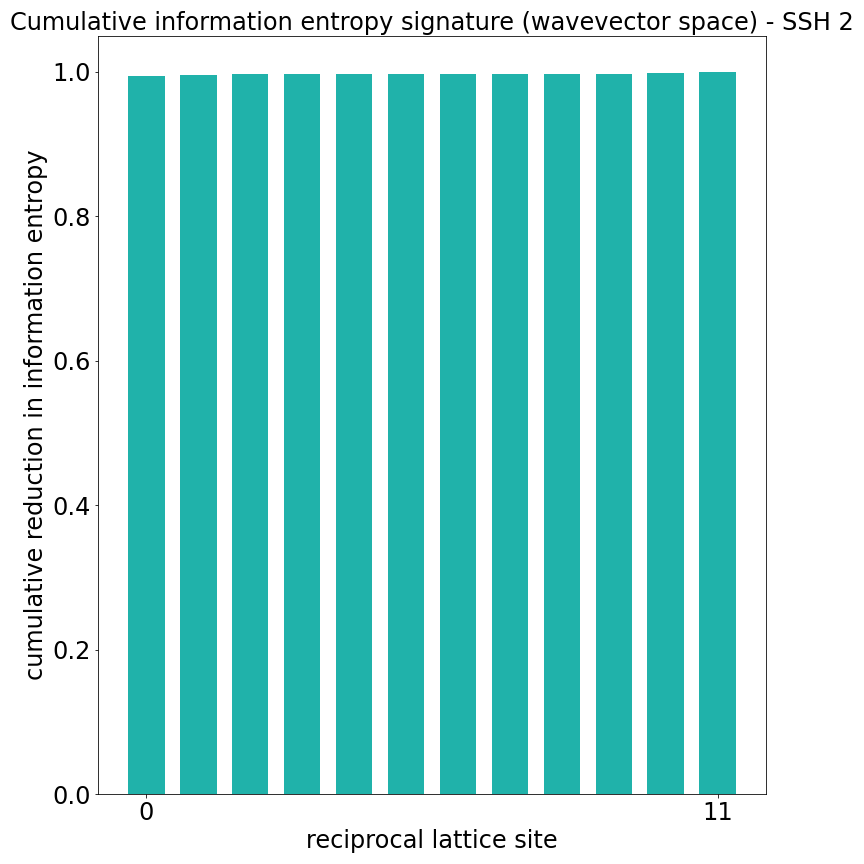 Cumulative information entropy signature (wavevector space) - SSH 2
cumulative reduction in information entropy
1.0
0.8
0.6
0.4
0.2
0.0
0 11
reciprocal lattice site